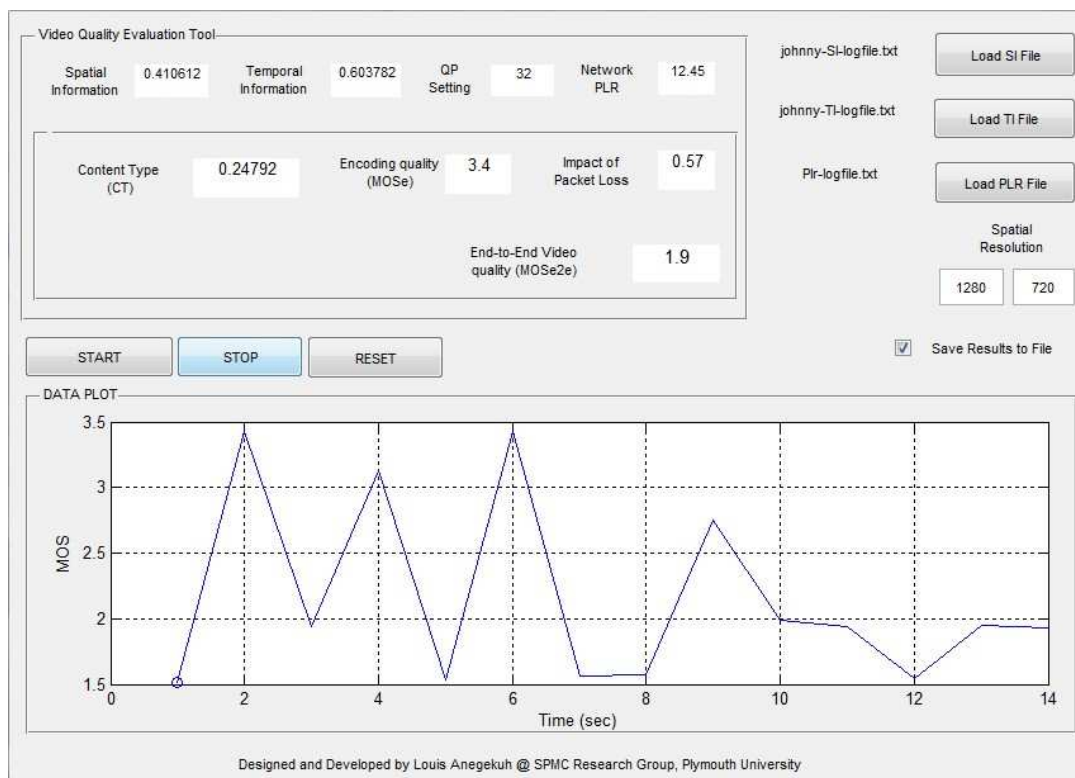 Video Quality Evaluation Tool
Spatial
Information
0.410612
Temporal
Information
0.603782
QP
Setting
32
Network
PLR
12.45
Content Type
(CT)
0.24792
Encoding quality
(MOSe)
3.4
Impact of
Packet Loss
0.57
End-to-End Video
quality (MOSe2e)
1.9
johnny-SI-logfile.txt
Load SI File
johnny-TI-logfile.txt
Load TI File
Plr-logfile.txt
Load PLR File
Spatial
Resolution
1280
720
START
STOP
RESET
Save Results to File
DATA PLOT
3.5
3
2.5
2
1.5
MOS
0
2
4
6
8
10
12
14
Time (sec)
Designed and Developed by Louis Anegekuh @ SPMC Research Group, Plymouth University